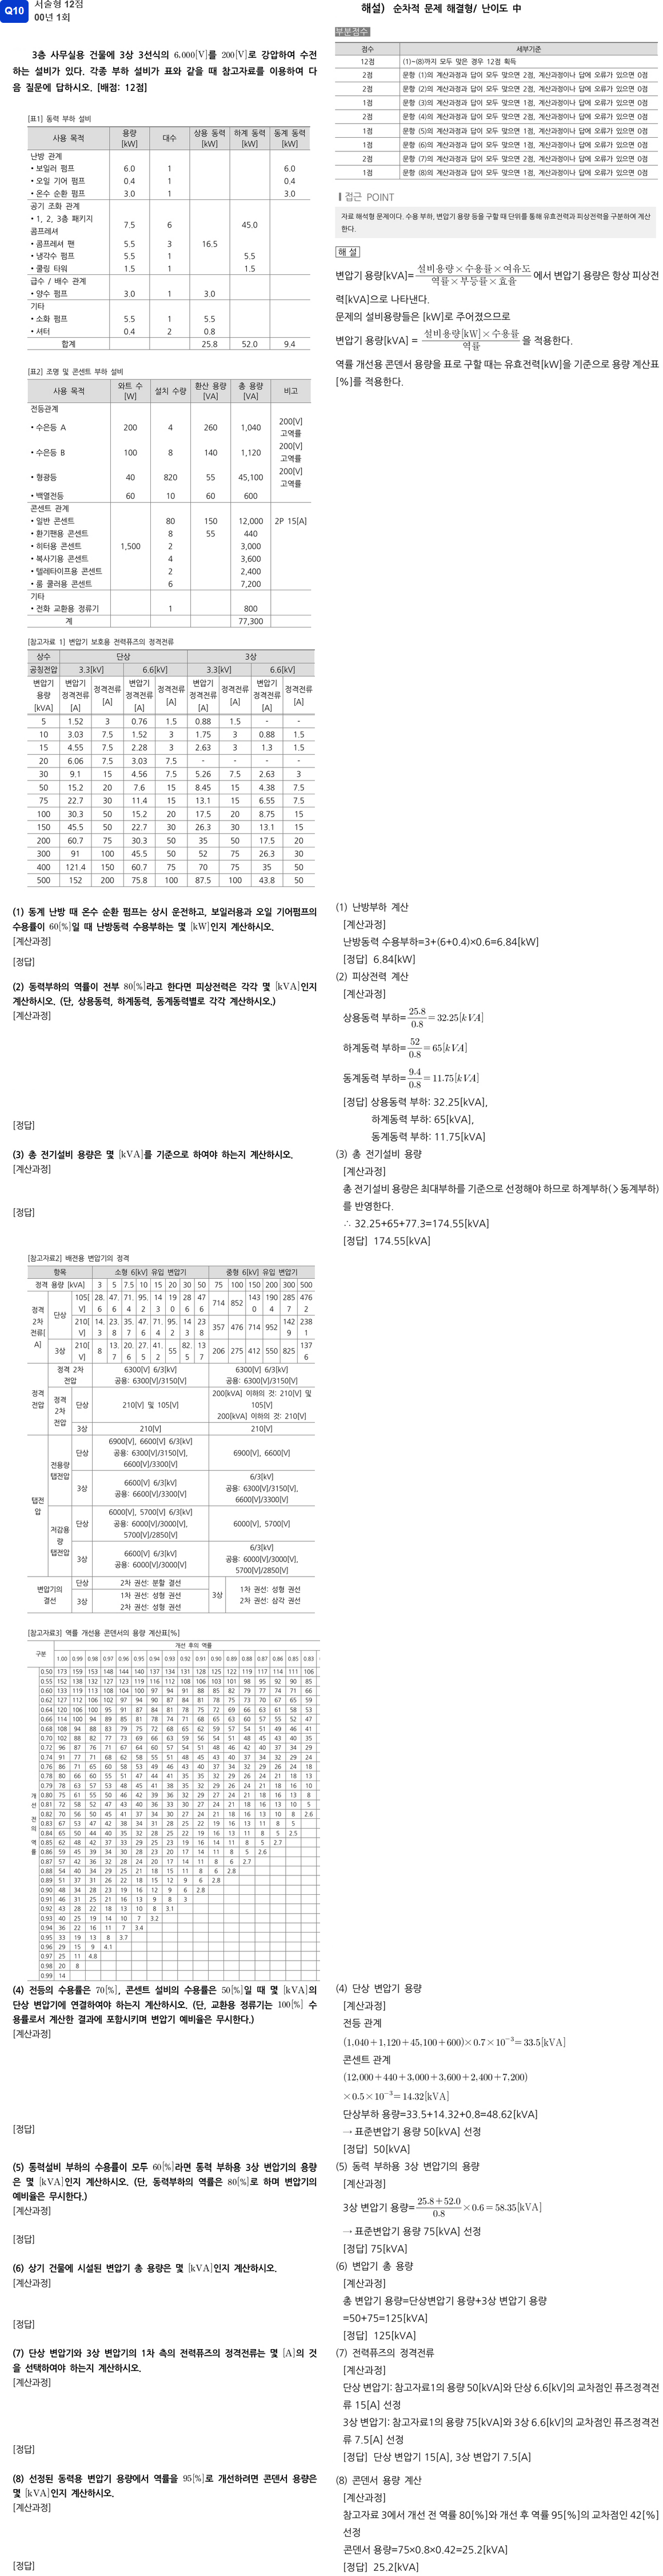 Q10
서술형 12점
00년 1회
3층 사무실용 건물에 3상 3선식의 6,000[V]를 200[V]로 강압하여 수전
하는 설비가 있다. 각종 부하 설비가 표와 같을 때 참고자료를 이용하여 다
음 질문에 답하시오. [배점: 12점]
[표1] 동력 부하 설비
사용 목적 용량 [kW] 대수 상용 동력 [kW] 하계 동력 [kW] 동계 동력 [kW]
난방 관계
• 보일러 펌프 6.0 1 6.0
• 오일 기어 펌프 0.4 1 0.4
• 온수 순환 펌프 3.0 1 3.0
공기 조화 관계
• 1, 2, 3층 패키지 콤프레셔 7.5 6 45.0
• 콤프레셔 팬 5.5 3 16.5
• 냉각수 펌프 5.5 1 5.5
• 쿨링 타워 1.5 1 1.5
급수 / 배수 관계
• 양수 펌프 3.0 1 3.0
기타
• 소화 펌프 5.5 1 5.5
• 셔터 0.4 2 0.8
합계 25.8 52.0 9.4
[표2] 조명 및 콘센트 부하 설비
사용 목적 와트 수 [W] 설치 수량 환산 용량 [VA] 총 용량 [VA] 비고
전등관계
• 수은등 A 200 4 260 1,040 200[V] 고역률
• 수은등 B 100 8 140 1,120 200[V] 고역률
• 형광등 40 820 55 45,100 200[V] 고역률
• 백열전등 60 10 60 600
콘센트 관계
• 일반 콘센트 80 150 12,000 2P 15[A]
• 환기팬용 콘센트 8 55 440
• 히터용 콘센트 1,500 2 3,000
• 복사기용 콘센트 4 3,600
• 텔레타이프용 콘센트 2 2,400
• 룸 쿨러용 콘센트 6 7,200
기타
• 전화 교환용 정류기 1 800
계 77,300
[참고자료 1] 변압기 보호용 전력퓨즈의 정격전류
상수 단상 3상
공칭전압 3.3[kV] 6.6[kV] 3.3[kV] 6.6[kV]
변압기 용량 [kVA] 변압기 정격전류 [A] 정격전류 [A] 변압기 정격전류 [A] 정격전류 [A] 변압기 정격전류 [A] 정격전류 [A] 변압기 정격전류 [A] 정격전류 [A]
5 1.52 3 0.76 1.5 0.88 1.5 - -
10 3.03 7.5 1.52 3 1.75 3 0.88 1.5
15 4.55 7.5 2.28 3 2.63 3 1.3 1.5
20 6.06 7.5 3.03 7.5 - - - -
30 9.1 15 4.56 7.5 5.26 7.5 2.63 3
50 15.2 20 7.6 15 8.45 15 4.38 7.5
75 22.7 30 11.4 15 13.1 15 6.55 7.5
100 30.3 50 15.2 20 17.5 20 8.75 15
150 45.5 50 22.7 30 26.3 30 13.1 15
200 60.7 75 30.3 50 35 50 17.5 20
300 91 100 45.5 50 52 75 26.3 30
400 121.4 150 60.7 75 70 75 35 50
500 152 200 75.8 100 87.5 100 43.8 50
(1) 동계 난방 때 온수 순환 펌프는 상시 운전하고, 보일러용과 오일 기어펌프의
수용률이 60[%]일 때 난방동력 수용부하는 몇 [kW]인지 계산하시오.
[계산과정]
[정답]
(2) 동력부하의 역률이 전부 80[%]라고 한다면 피상전력은 각각 몇 [kVA]인지
계산하시오. (단, 상용동력, 하계동력, 동계동력별로 각각 계산하시오.)
[계산과정]
[정답]
(3) 총 전기설비 용량은 몇 [kVA]를 기준으로 하여야 하는지 계산하시오.
[계산과정]
[정답]
[참고자료2] 배전용 변압기의 정격
항목 소형 6[kV] 유입 변압기 중형 6[kV] 유입 변압기
정격 용량 [kVA] 3 5 7.5 10 15 20 30 50 75 100 150 200 300 500
정격 2차 전류[A] 단상 105[V] 28.6 47.6 71.4 95.2 143 190 286 476 714 852 1430 1904 2857 4762
210[V] 14.3 23.8 35.7 47.6 71.4 95.2 143 238 357 476 714 952 1429 2381
3상 210[V] 8 13.7 20.6 27.5 41.2 55 82.5 137 206 275 412 550 825 1376
정격 전압 정격 2차 전압 6300[V] 6/3[kV] 공용: 6300[V]/3150[V] 6300[V] 6/3[kV] 공용: 6300[V]/3150[V]
정격 2차 전압 단상 210[V] 및 105[V] 200[kVA] 이하의 것: 210[V] 및 105[V] 200[kVA] 이하의 것: 210[V]
3상 210[V] 210[V]
탭전압 전용량 탭전압 단상 6900[V], 6600[V] 6/3[kV] 공용: 6300[V]/3150[V], 6600[V]/3300[V] 6900[V], 6600[V]
3상 6600[V] 6/3[kV] 공용: 6600[V]/3300[V] 6/3[kV] 공용: 6300[V]/3150[V], 6600[V]/3300[V]
저감용량 탭전압 단상 6000[V], 5700[V] 6/3[kV] 공용: 6000[V]/3000[V], 5700[V]/2850[V] 6000[V], 5700[V]
3상 6600[V] 6/3[kV] 공용: 6000[V]/3000[V] 6/3[kV] 공용: 6000[V]/3000[V], 5700[V]/2850[V]
변압기의 결선 단상 2차 권선: 분할 결선
3상 1차 권선: 성형 권선 2차 권선: 성형 권선 3상 1차 권선: 성형 권선 2차 권선: 삼각 권선
[참고자료3] 역률 개선용 콘덴서의 용량 계산표[%]
구분 개선 후의 역률
1.00 0.99 0.98 0.97 0.96 0.95 0.94 0.93 0.92 0.91 0.90 0.89 0.88 0.87 0.86 0.85 0.83
개선 전의 역률
0.50 173 159 153 148 144 140 137 134 131 128 125 122 119 117 114 111 106
0.55 152 138 132 127 123 119 116 112 108 106 103 101 98 95 92 90 85
0.60 133 119 113 108 104 100 97 94 91 88 85 82 79 77 74 71 66
0.62 127 112 106 102 97 94 90 87 84 81 78 75 73 70 67 65 59
0.64 120 106 100 95 91 87 84 81 78 75 72 69 66 63 61 58 53
0.66 114 100 94 89 85 81 78 74 71 68 65 63 60 57 55 52 47
0.68 108 94 88 83 79 75 72 68 65 62 59 57 54 51 49 46 41
0.70 102 88 82 77 73 69 66 63 59 56 54 51 48 45 43 40 35
0.72 96 87 76 71 67 64 60 57 54 51 48 46 42 40 37 34 29
0.74 91 77 71 68 62 58 55 51 48 45 43 40 37 34 32 29 24
0.76 86 71 65 60 58 53 49 46 43 40 37 34 32 29 26 24 18
0.78 80 66 60 55 51 47 44 41 35 35 32 29 26 24 21 18 13
0.79 78 63 57 53 48 45 41 38 35 32 29 26 24 21 18 16 10
0.80 75 61 55 50 46 42 39 36 32 29 27 24 21 18 16 13 8
0.81 72 58 52 47 43 40 36 33 30 27 24 21 18 16 13 10 5
0.82 70 56 50 45 41 37 34 30 27 24 21 18 16 13 10 8 2.6
0.83 67 53 47 42 38 34 31 28 25 22 19 16 13 11 8 5
0.84 65 50 44 40 35 32 28 25 22 19 16 13 11 8 5 2.5
0.85 62 48 42 37 33 29 25 23 19 16 14 11 8 5 2.7
0.86 59 45 39 34 30 28 23 20 17 14 11 8 5 2.6
0.87 57 42 36 32 28 24 20 17 14 11 8 6 2.7
0.88 54 40 34 29 25 21 18 15 11 8 6 2.8
0.89 51 37 31 26 22 18 15 12 9 6 2.8
0.90 48 34 28 23 19 16 12 9 6 2.8
0.91 46 31 25 21 16 13 9 8 3
0.92 43 28 22 18 13 10 8 3.1
0.93 40 25 19 14 10 7 3.2
0.94 36 22 16 11 7 3.4
0.95 33 19 13 8 3.7
0.96 29 15 9 4.1
0.97 25 11 4.8
0.98 20 8
0.99 14
(4) 전등의 수용률은 70[%], 콘센트 설비의 수용률은 50[%]일 때 몇 [kVA]의
단상 변압기에 연결하여야 하는지 계산하시오. (단, 교환용 정류기는 100[%] 수
용률로서 계산한 결과에 포함시키며 변압기 예비율은 무시한다.)
[계산과정]
[정답]
(5) 동력설비 부하의 수용률이 모두 60[%]라면 동력 부하용 3상 변압기의 용량
은 몇 [kVA]인지 계산하시오. (단, 동력부하의 역률은 80[%]로 하며 변압기의
예비율은 무시한다.)
[계산과정]
[정답]
(6) 상기 건물에 시설된 변압기 총 용량은 몇 [kVA]인지 계산하시오.
[계산과정]
[정답]
(7) 단상 변압기와 3상 변압기의 1차 측의 전력퓨즈의 정격전류는 몇 [A]의 것
을 선택하여야 하는지 계산하시오.
[계산과정]
[정답]
(8) 선정된 동력용 변압기 용량에서 역률을 95[%]로 개선하려면 콘덴서 용량은
몇 [kVA]인지 계산하시오.
[계산과정]
[정답]
해설) 순차적 문제 해결형/ 난이도 中
부분점수
점수 세부기준
12점 (1)~(8)까지 모두 맞은 경우 12점 획득
2점 문항 (1)의 계산과정과 답이 모두 맞으면 2점, 계산과정이나 답에 오류가 있으면 0점
2점 문항 (2)의 계산과정과 답이 모두 맞으면 2점, 계산과정이나 답에 오류가 있으면 0점
1점 문항 (3)의 계산과정과 답이 모두 맞으면 1점, 계산과정이나 답에 오류가 있으면 0점
2점 문항 (4)의 계산과정과 답이 모두 맞으면 2점, 계산과정이나 답에 오류가 있으면 0점
1점 문항 (5)의 계산과정과 답이 모두 맞으면 1점, 계산과정이나 답에 오류가 있으면 0점
1점 문항 (6)의 계산과정과 답이 모두 맞으면 1점, 계산과정이나 답에 오류가 있으면 0점
2점 문항 (7)의 계산과정과 답이 모두 맞으면 2점, 계산과정이나 답에 오류가 있으면 0점
1점 문항 (8)의 계산과정과 답이 모두 맞으면 1점, 계산과정이나 답에 오류가 있으면 0점
접근 POINT
자료 해석형 문제이다. 수용 부하, 변압기 용량 등을 구할 때 단위를 통해 유효전력과 피상전력을 구분하여 계산
한다.
해 설
변압기 용량[kVA]= 설비용량×수용률×여유도 / 역률×부등률×효율 에서 변압기 용량은 항상 피상전
력[kVA]으로 나타낸다.
문제의 설비용량들은 [kW]로 주어졌으므로
변압기 용량[kVA] = 설비용량[kW]×수용률 / 역률 을 적용한다.
역률 개선용 콘덴서 용량을 표로 구할 때는 유효전력[kW]을 기준으로 용량 계산표
[%]를 적용한다.
(1) 난방부하 계산
[계산과정]
난방동력 수용부하=3+(6+0.4)×0.6=6.84[kW]
[정답] 6.84[kW]
(2) 피상전력 계산
[계산과정]
상용동력 부하= 25.8/0.8 = 32.25[kVA]
하계동력 부하= 52/0.8 = 65[kVA]
동계동력 부하= 9.4/0.8 = 11.75[kVA]
[정답] 상용동력 부하: 32.25[kVA],
하계동력 부하: 65[kVA],
동계동력 부하: 11.75[kVA]
(3) 총 전기설비 용량
[계산과정]
총 전기설비 용량은 최대부하를 기준으로 선정해야 하므로 하계부하( > 동계부하)
를 반영한다.
∴ 32.25+65+77.3=174.55[kVA]
[정답] 174.55[kVA]
(4) 단상 변압기 용량
[계산과정]
전등 관계
(1,040+1,120+45,100+600)×0.7×10⁻³=33.5[kVA]
콘센트 관계
(12,000+440+3,000+3,600+2,400+7,200)
×0.5×10⁻³=14.32[kVA]
단상부하 용량=33.5+14.32+0.8=48.62[kVA]
→ 표준변압기 용량 50[kVA] 선정
[정답] 50[kVA]
(5) 동력 부하용 3상 변압기의 용량
[계산과정]
3상 변압기 용량= 25.8+52.0 / 0.8 ×0.6=58.35[kVA]
→ 표준변압기 용량 75[kVA] 선정
[정답] 75[kVA]
(6) 변압기 총 용량
[계산과정]
총 변압기 용량=단상변압기 용량+3상 변압기 용량
=50+75=125[kVA]
[정답] 125[kVA]
(7) 전력퓨즈의 정격전류
[계산과정]
단상 변압기: 참고자료1의 용량 50[kVA]와 단상 6.6[kV]의 교차점인 퓨즈정격전
류 15[A] 선정
3상 변압기: 참고자료1의 용량 75[kVA]와 3상 6.6[kV]의 교차점인 퓨즈정격전
류 7.5[A] 선정
[정답] 단상 변압기 15[A], 3상 변압기 7.5[A]
(8) 콘덴서 용량 계산
[계산과정]
참고자료 3에서 개선 전 역률 80[%]와 개선 후 역률 95[%]의 교차점인 42[%]
선정
콘덴서 용량=75×0.8×0.42=25.2[kVA]
[정답] 25.2[kVA]